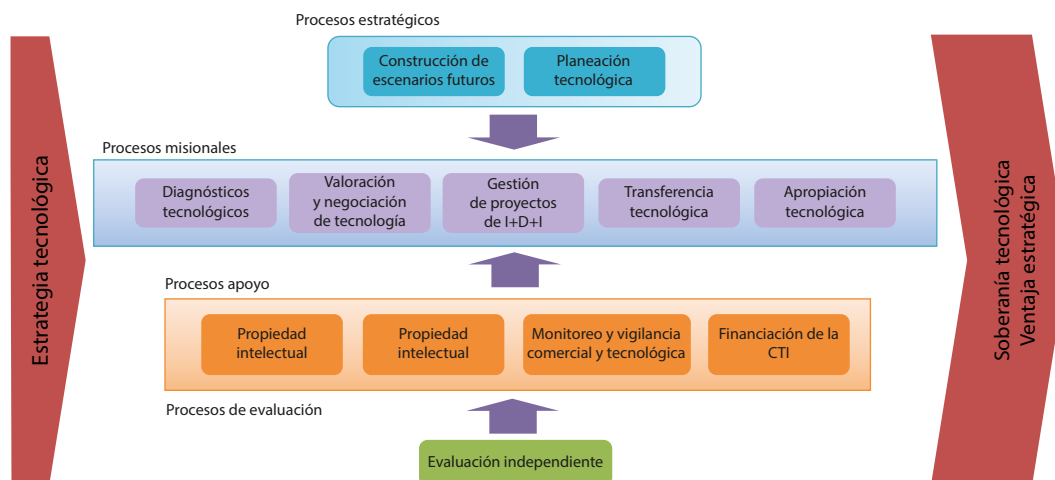 Procesos estratégicos
Construcción de
escenarios futuros
Planeación
tecnológica
Estrategia tecnológica
Procesos misionales
Diagnósticos
tecnológicos
Valoración
y negociación
de tecnología
Gestión
de proyectos
de I+D+I
Transferencia
tecnológica
Apropiación
tecnológica
Procesos apoyo
Propiedad
intelectual
Propiedad
intelectual
Monitoreo y vigilancia
comercial y tecnológica
Financiación de la
CTI
Procesos de evaluación
Evaluación independiente
Soberanía tecnológica
Ventaja estratégica